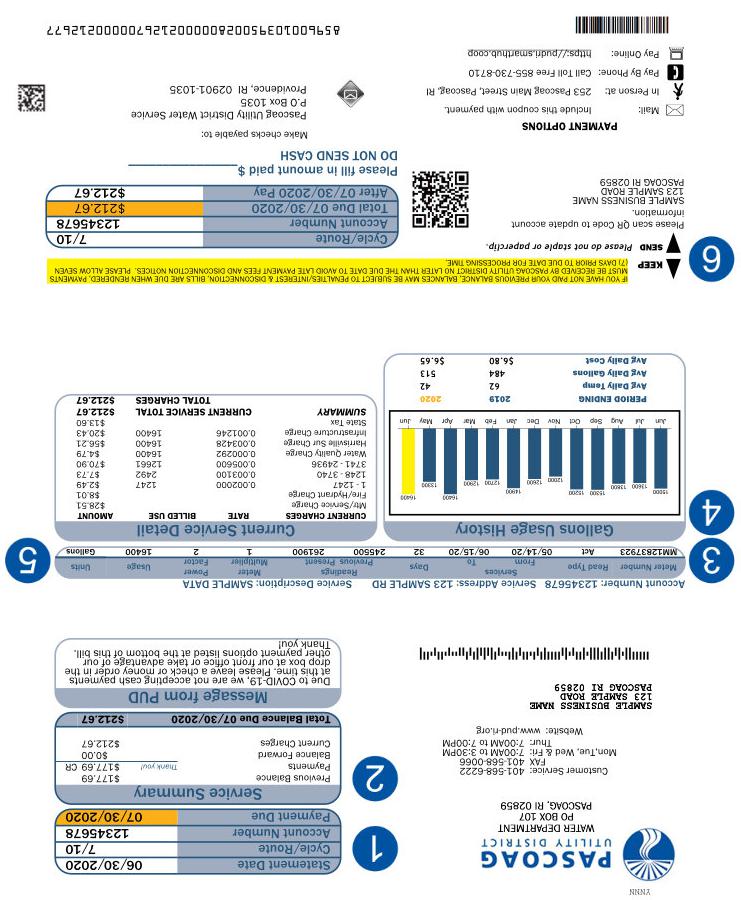 YNNN
PASCOAG
UTILITY DISTRICT
WATER DEPARTMENT
PO BOX 107
PASCOAG, RI 02859
Customer Service: 401-568-6222
FAX 401-568-0066
Mon,Tue, Wed & Fri: 7:00AM to 3:30PM
Thur: 7:00AM to 7:00PM
Website: www.ri-pud.org
SAMPLE BUSINESS NAME
123 SAMPLE ROAD
PASCOAG RI 02859
1
Statement Date 06/30/2020
Cycle/Route 7/10
Account Number 12345678
Payment Due 07/30/2020
2
Service Summary
Previous Balance $177.69
Payments Thank you! $177.69 CR
Balance Forward $0.00
Current Charges $212.67
Total Balance Due 07/30/2020 $212.67
Message from PUD
Due to COVID-19, we are not accepting cash payments
at this time. Please leave a check or money order in the
drop box at our front office or take advantage of our
other payment options listed at the bottom of this bill.
Thank you!
Account Number: 12345678 Service Address: 123 SAMPLE RD Service Description: SAMPLE DATA
3
Meter Number Read Type Services From To Days Readings Previous Present Meter Multiplier Power Factor Usage Units
MM12837923 Act 05/14/20 06/15/20 32 245500 261900 1 2 16400 Gallons
5
4
Gallons Usage History
15000 13600 13600 15300 15200 12000 12600 14900 12700 12900 16400 13300 16400
Jun Jul Aug Sep Oct Nov Dec Jan Feb Mar Apr May Jun
PERIOD ENDING 2019 2020
Avg Daily Temp 62 42
Avg Daily Gallons 484 513
Avg Daily Cost $6.80 $6.65
Current Service Detail
CURRENT CHARGES RATE BILLED USE AMOUNT
Mtr/Service Charge $28.51
Fire/Hydrant Charge $8.01
1 - 1247 0.002000 1247 $2.49
1248 - 3740 0.003100 2492 $7.73
3741 - 24936 0.005600 12661 $70.90
Water Quality Charge 0.000292 16400 $4.79
Harrisville Sur Charge 0.003428 16400 $56.21
Infrastructure Charge 0.001246 16400 $20.43
State Tax $13.60
SUMMARY CURRENT SERVICE TOTAL $212.67
TOTAL CHARGES $212.67
IF YOU HAVE NOT PAID YOUR PREVIOUS BALANCE, BALANCES MAY BE SUBJECT TO PENALTIES/INTEREST & DISCONNECTION, BILLS ARE DUE WHEN RENDERED. PAYMENTS
MUST BE RECEIVED BY PASCOAG UTILITY DISTRICT NO LATER THAN THE DUE DATE TO AVOID LATE PAYMENT FEES AND DISCONNECTION NOTICES. PLEASE ALLOW SEVEN
(7) DAYS PRIOR TO DUE DATE FOR PROCESSING TIME.
6
KEEP
SEND Please do not staple or paperclip.
Please scan QR Code to update account
information.
SAMPLE BUSINESS NAME
123 SAMPLE ROAD
PASCOAG RI 02859
Cycle/Route 7/10
Account Number 12345678
Total Due 07/30/2020 $212.67
After 07/30/2020 Pay $212.67
Please fill in amount paid $
DO NOT SEND CASH
PAYMENT OPTIONS
Mail: Include this coupon with payment.
In Person at: 253 Pascoag Main Street, Pascoag, RI
Pay By Phone: Call Toll Free 855-730-8710
Pay Online: https://pudri.smarthub.coop
Make checks payable to:
Pascoag Utility District Water Service
P.O Box 1035
Providence, RI 02901-1035
859600100395002800000021267000000212677